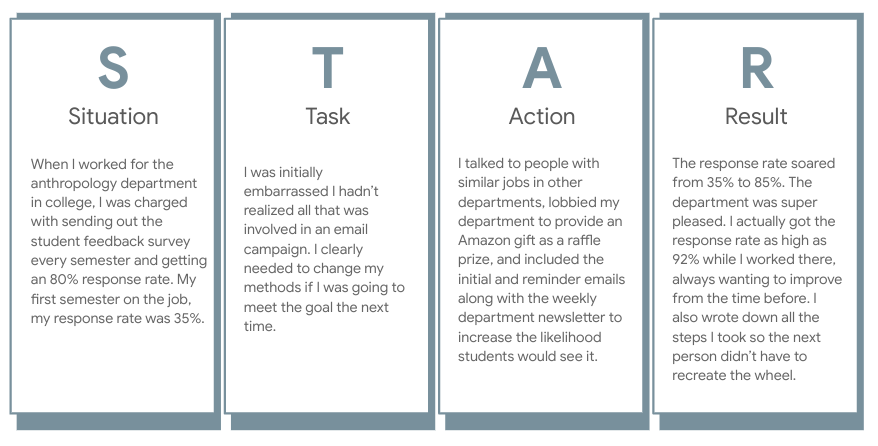 S
Situation
When I worked for the
anthropology department
in college, I was charged
with sending out the
student feedback survey
every semester and getting
an 80% response rate. My
first semester on the job,
my response rate was 35%.
T
Task
I was initially
embarrassed I hadn't
realized all that was
involved in an email
campaign. I clearly
needed to change my
methods if I was going to
meet the goal the next
time.
A
Action
I talked to people with
similar jobs in other
departments, lobbied my
department to provide an
Amazon gift as a raffle
prize, and included the
initial and reminder emails
along with the weekly
department newsletter to
increase the likelihood
students would see it.
R
Result
The response rate soared
from 35% to 85%. The
department was super
pleased. I actually got the
response rate as high as
92% while I worked there,
always wanting to improve
from the time before. I
also wrote down all the
steps I took so the next
person didn't have to
recreate the wheel.